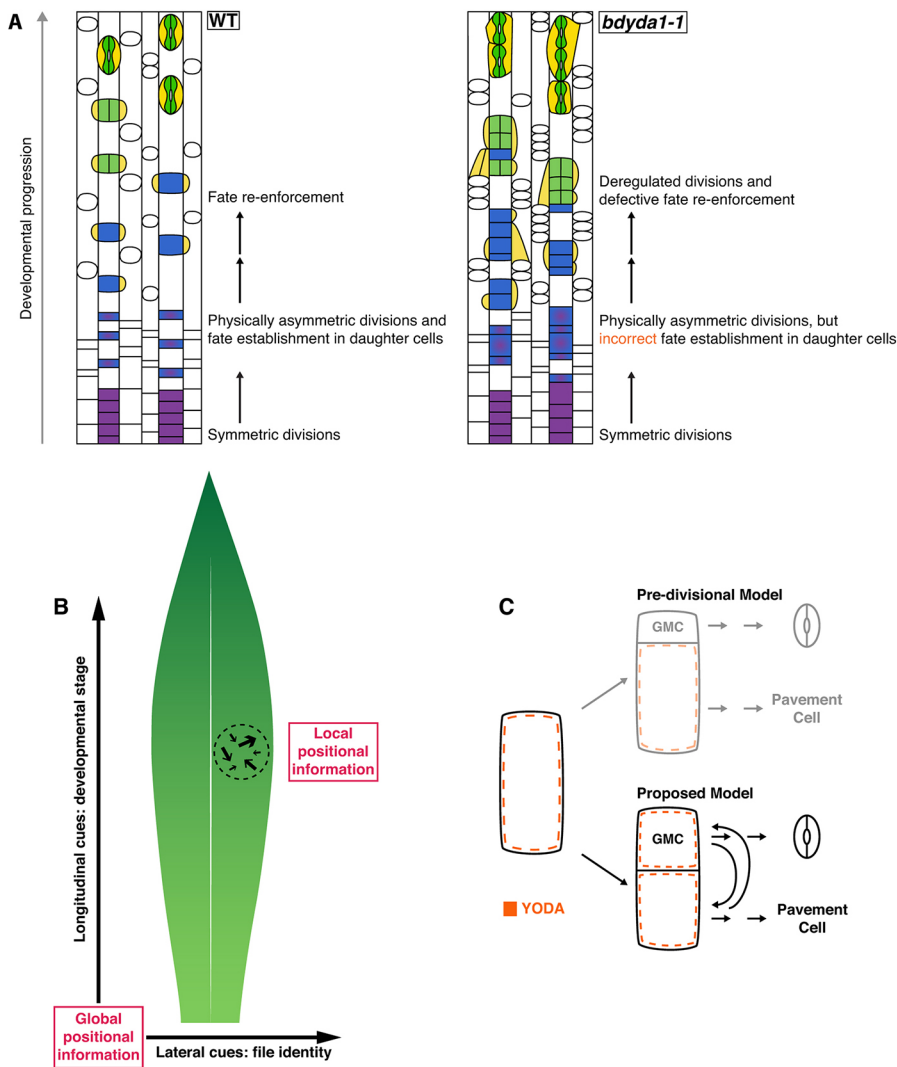 A
WT
bdyda1-1
Developmental progression
Fate re-enforcement
Physically asymmetric divisions and
fate establishment in daughter cells
Symmetric divisions
Deregulated divisions and
defective fate re-enforcement
Physically asymmetric divisions, but
incorrect fate establishment in daughter cells
Symmetric divisions
B
Longitudinal cues: developmental stage
Local
positional
information
Global
positional
information
Lateral cues: file identity
C
Pre-divisional Model
GMC
Pavement
Cell
Proposed Model
GMC
Pavement
Cell
YODA